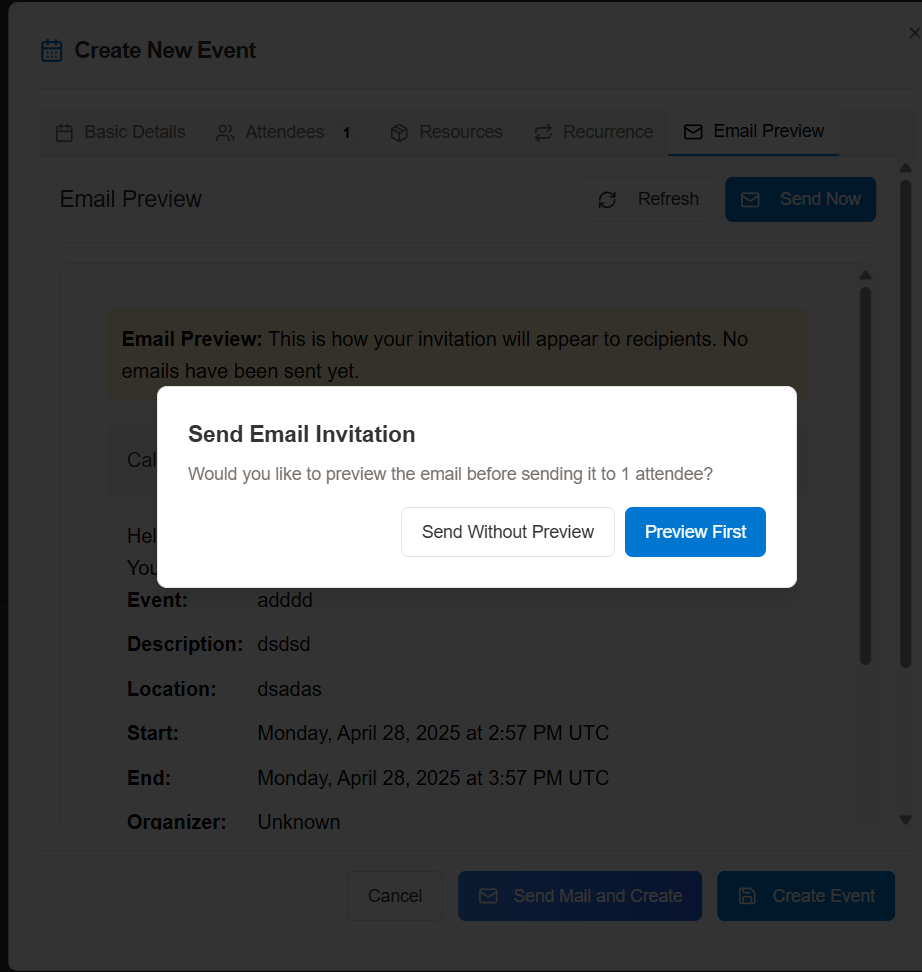 Create New Event
Basic Details
Attendees 1
Resources
Recurrence
Email Preview
Email Preview
Refresh
Send Now
Email Preview: This is how your invitation will appear to recipients. No
emails have been sent yet.
Send Email Invitation
Would you like to preview the email before sending it to 1 attendee?
Send Without Preview
Preview First
Cal
Hel
You
Event: adddd
Description: dsdsd
Location: dsadas
Start: Monday, April 28, 2025 at 2:57 PM UTC
End: Monday, April 28, 2025 at 3:57 PM UTC
Organizer: Unknown
Cancel
Send Mail and Create
Create Event